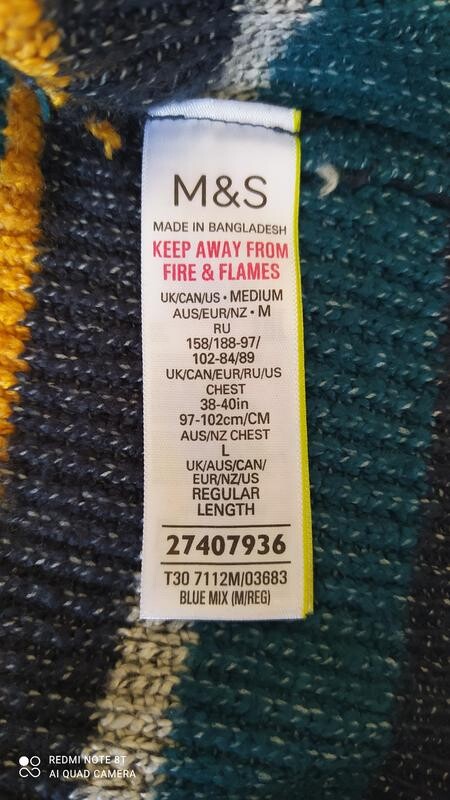 M&S
MADE IN BANGLADESH
KEEP AWAY FROM
FIRE & FLAMES
UK/CAN/US • MEDIUM
AUS/EUR/NZ • M
RU
158/188-97/
102-84/89
UK/CAN/EUR/RU/US
CHEST
38-40in
97-102cm/CM
AUS/NZ CHEST
L
UK/AUS/CAN/
EUR/NZ/US
REGULAR
LENGTH
27407936
T30 7112M/03683
BLUE MIX (M/REG)
REDMI NOTE 8T
AI QUAD CAMERA